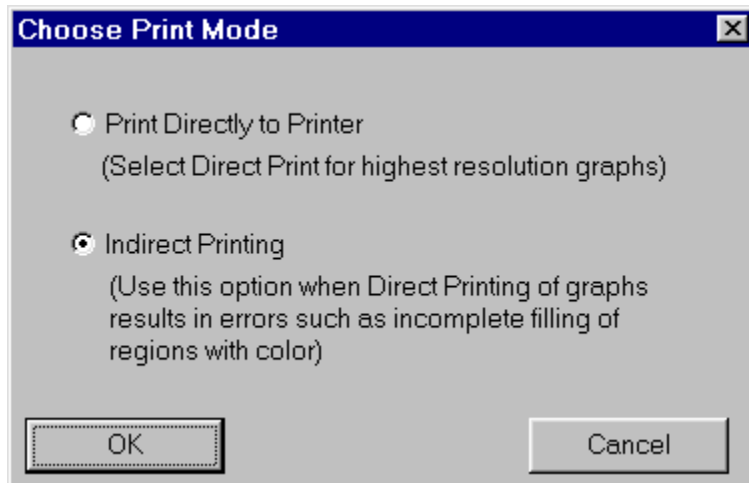 Choose Print Mode
Print Directly to Printer
(Select Direct Print for highest resolution graphs)
Indirect Printing
(Use this option when Direct Printing of graphs
results in errors such as incomplete filling of
regions with color)
OK
Cancel